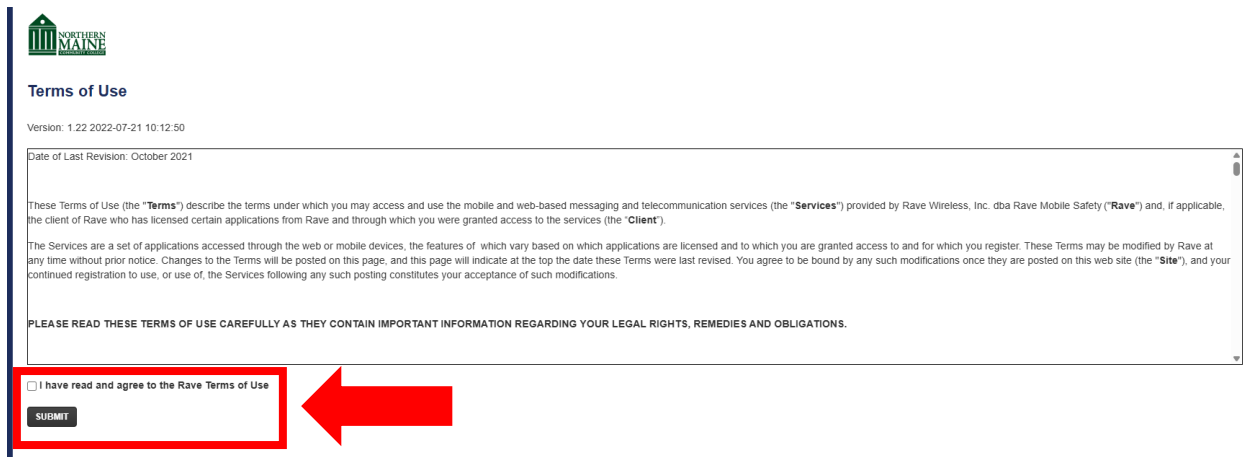 NORTHERN
MAINE
COMMUNITY COLLEGE
Terms of Use
Version: 1.22 2022-07-21 10:12:50
Date of Last Revision: October 2021
These Terms of Use (the "Terms") describe the terms under which you may access and use the mobile and web-based messaging and telecommunication services (the "Services") provided by Rave Wireless, Inc. dba Rave Mobile Safety ("Rave") and, if applicable,
the client of Rave who has licensed certain applications from Rave and through which you were granted access to the services (the “Client”).
The Services are a set of applications accessed through the web or mobile devices, the features of which vary based on which applications are licensed and to which you are granted access to and for which you register. These Terms may be modified by Rave at
any time without prior notice. Changes to the Terms will be posted on this page, and this page will indicate at the top the date these Terms were last revised. You agree to be bound by any such modifications once they are posted on this web site (the "Site"), and your
continued registration to use, or use of, the Services following any such posting constitutes your acceptance of such modifications.
PLEASE READ THESE TERMS OF USE CAREFULLY AS THEY CONTAIN IMPORTANT INFORMATION REGARDING YOUR LEGAL RIGHTS, REMEDIES AND OBLIGATIONS.
I have read and agree to the Rave Terms of Use
SUBMIT